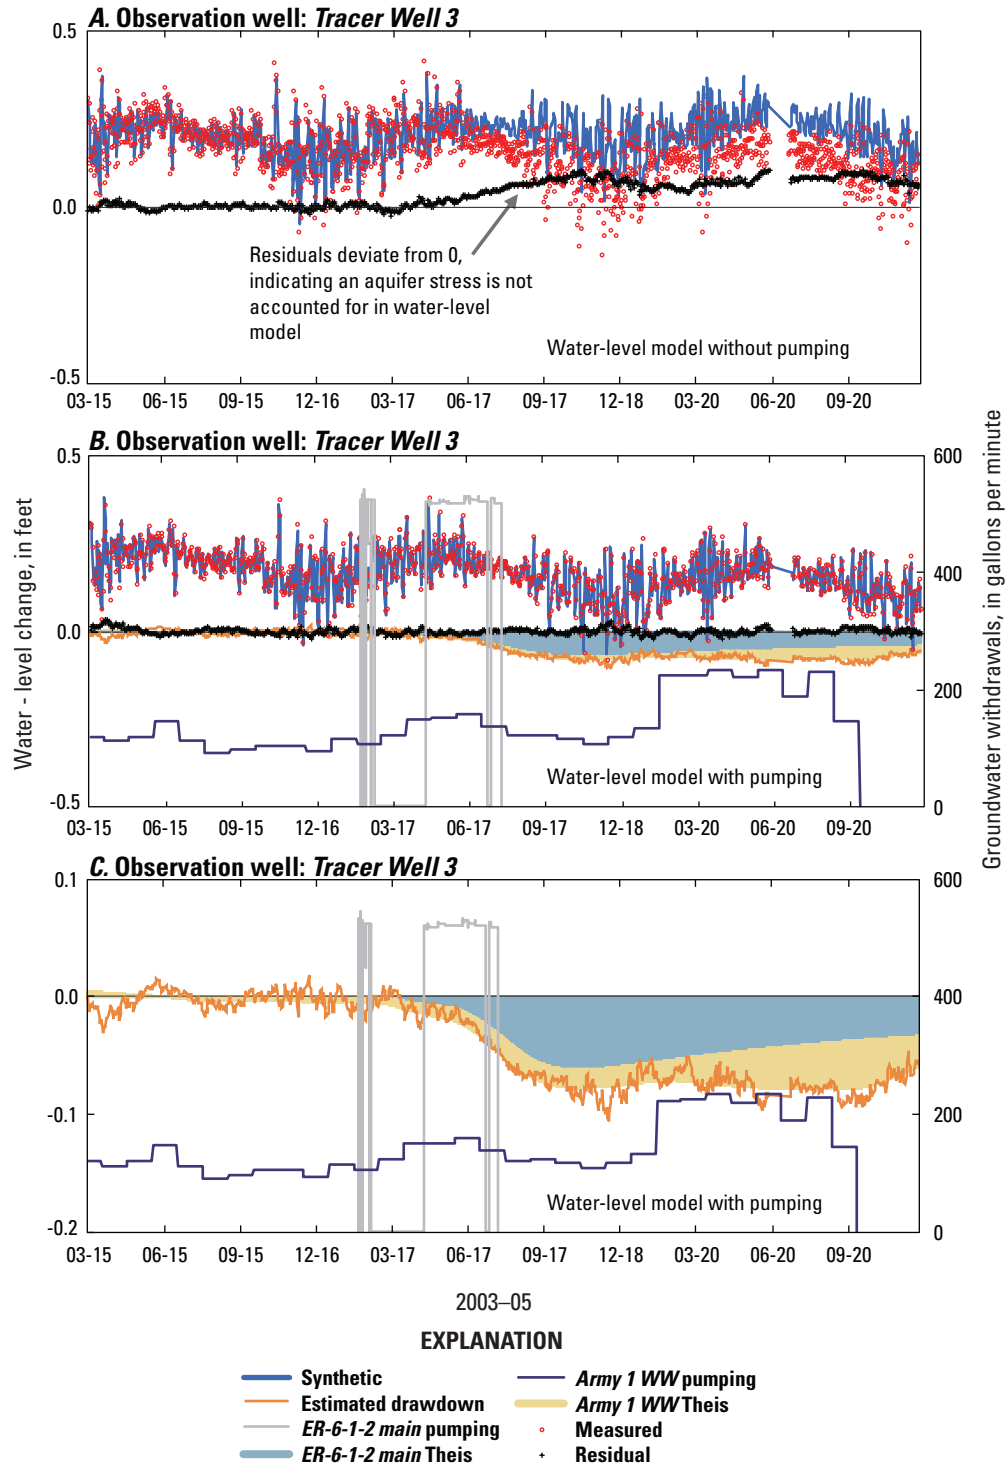 A. Observation well: Tracer Well 3
0.5
0.0
-0.5
Residuals deviate from 0,
indicating an aquifer stress is not
accounted for in water-level
model
Water-level model without pumping
03-15 06-15 09-15 12-16 03-17 06-17 09-17 12-18 03-20 06-20 09-20
Water - level change, in feet
Groundwater withdrawals, in gallons per minute
B. Observation well: Tracer Well 3
0.5 600
400
0.0
200
-0.5 0
Water-level model with pumping
03-15 06-15 09-15 12-16 03-17 06-17 09-17 12-18 03-20 06-20 09-20
C. Observation well: Tracer Well 3
0.1 600
0.0 400
-0.1 200
-0.2 0
Water-level model with pumping
03-15 06-15 09-15 12-16 03-17 06-17 09-17 12-18 03-20 06-20 09-20
2003–05
EXPLANATION
Synthetic
Estimated drawdown
ER-6-1-2 main pumping
ER-6-1-2 main Theis
Army 1 WW pumping
Army 1 WW Theis
Measured
Residual